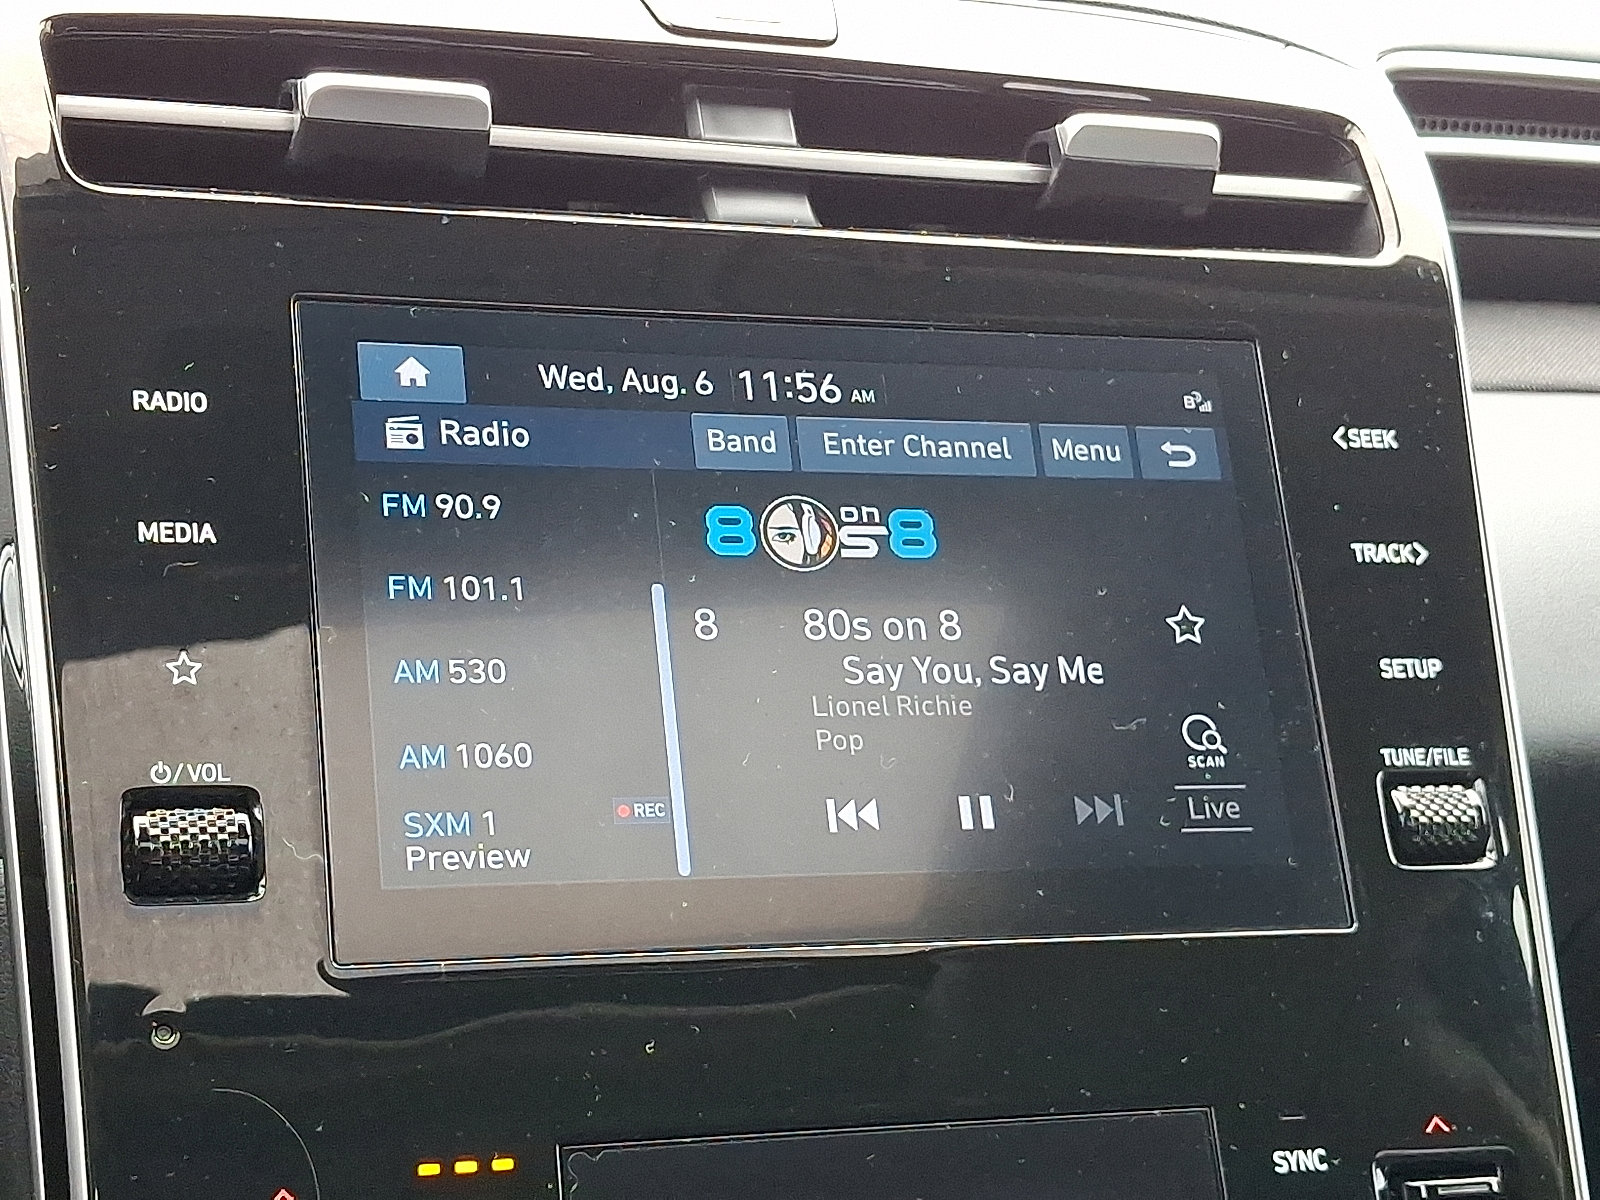 Wed, Aug. 6 11:56 AM
B
RADIO
Radio
Band
Enter Channel
Menu
<SEEK
MEDIA
FM 90.9
80s on 8
TRACK>
FM 101.1
8 80s on 8
AM 530
Say You, Say Me
SETUP
Lionel Richie
AM 1060
Pop
SCAN
/VOL
TUNE/FILE
SXM 1
Preview
REC
Live
SYNC